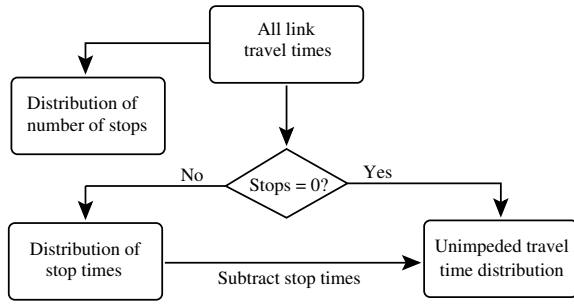 All link
travel times
Distribution of
number of stops
No
Stops = 0?
Yes
Distribution of
stop times
Subtract stop times
Unimpeded travel
time distribution